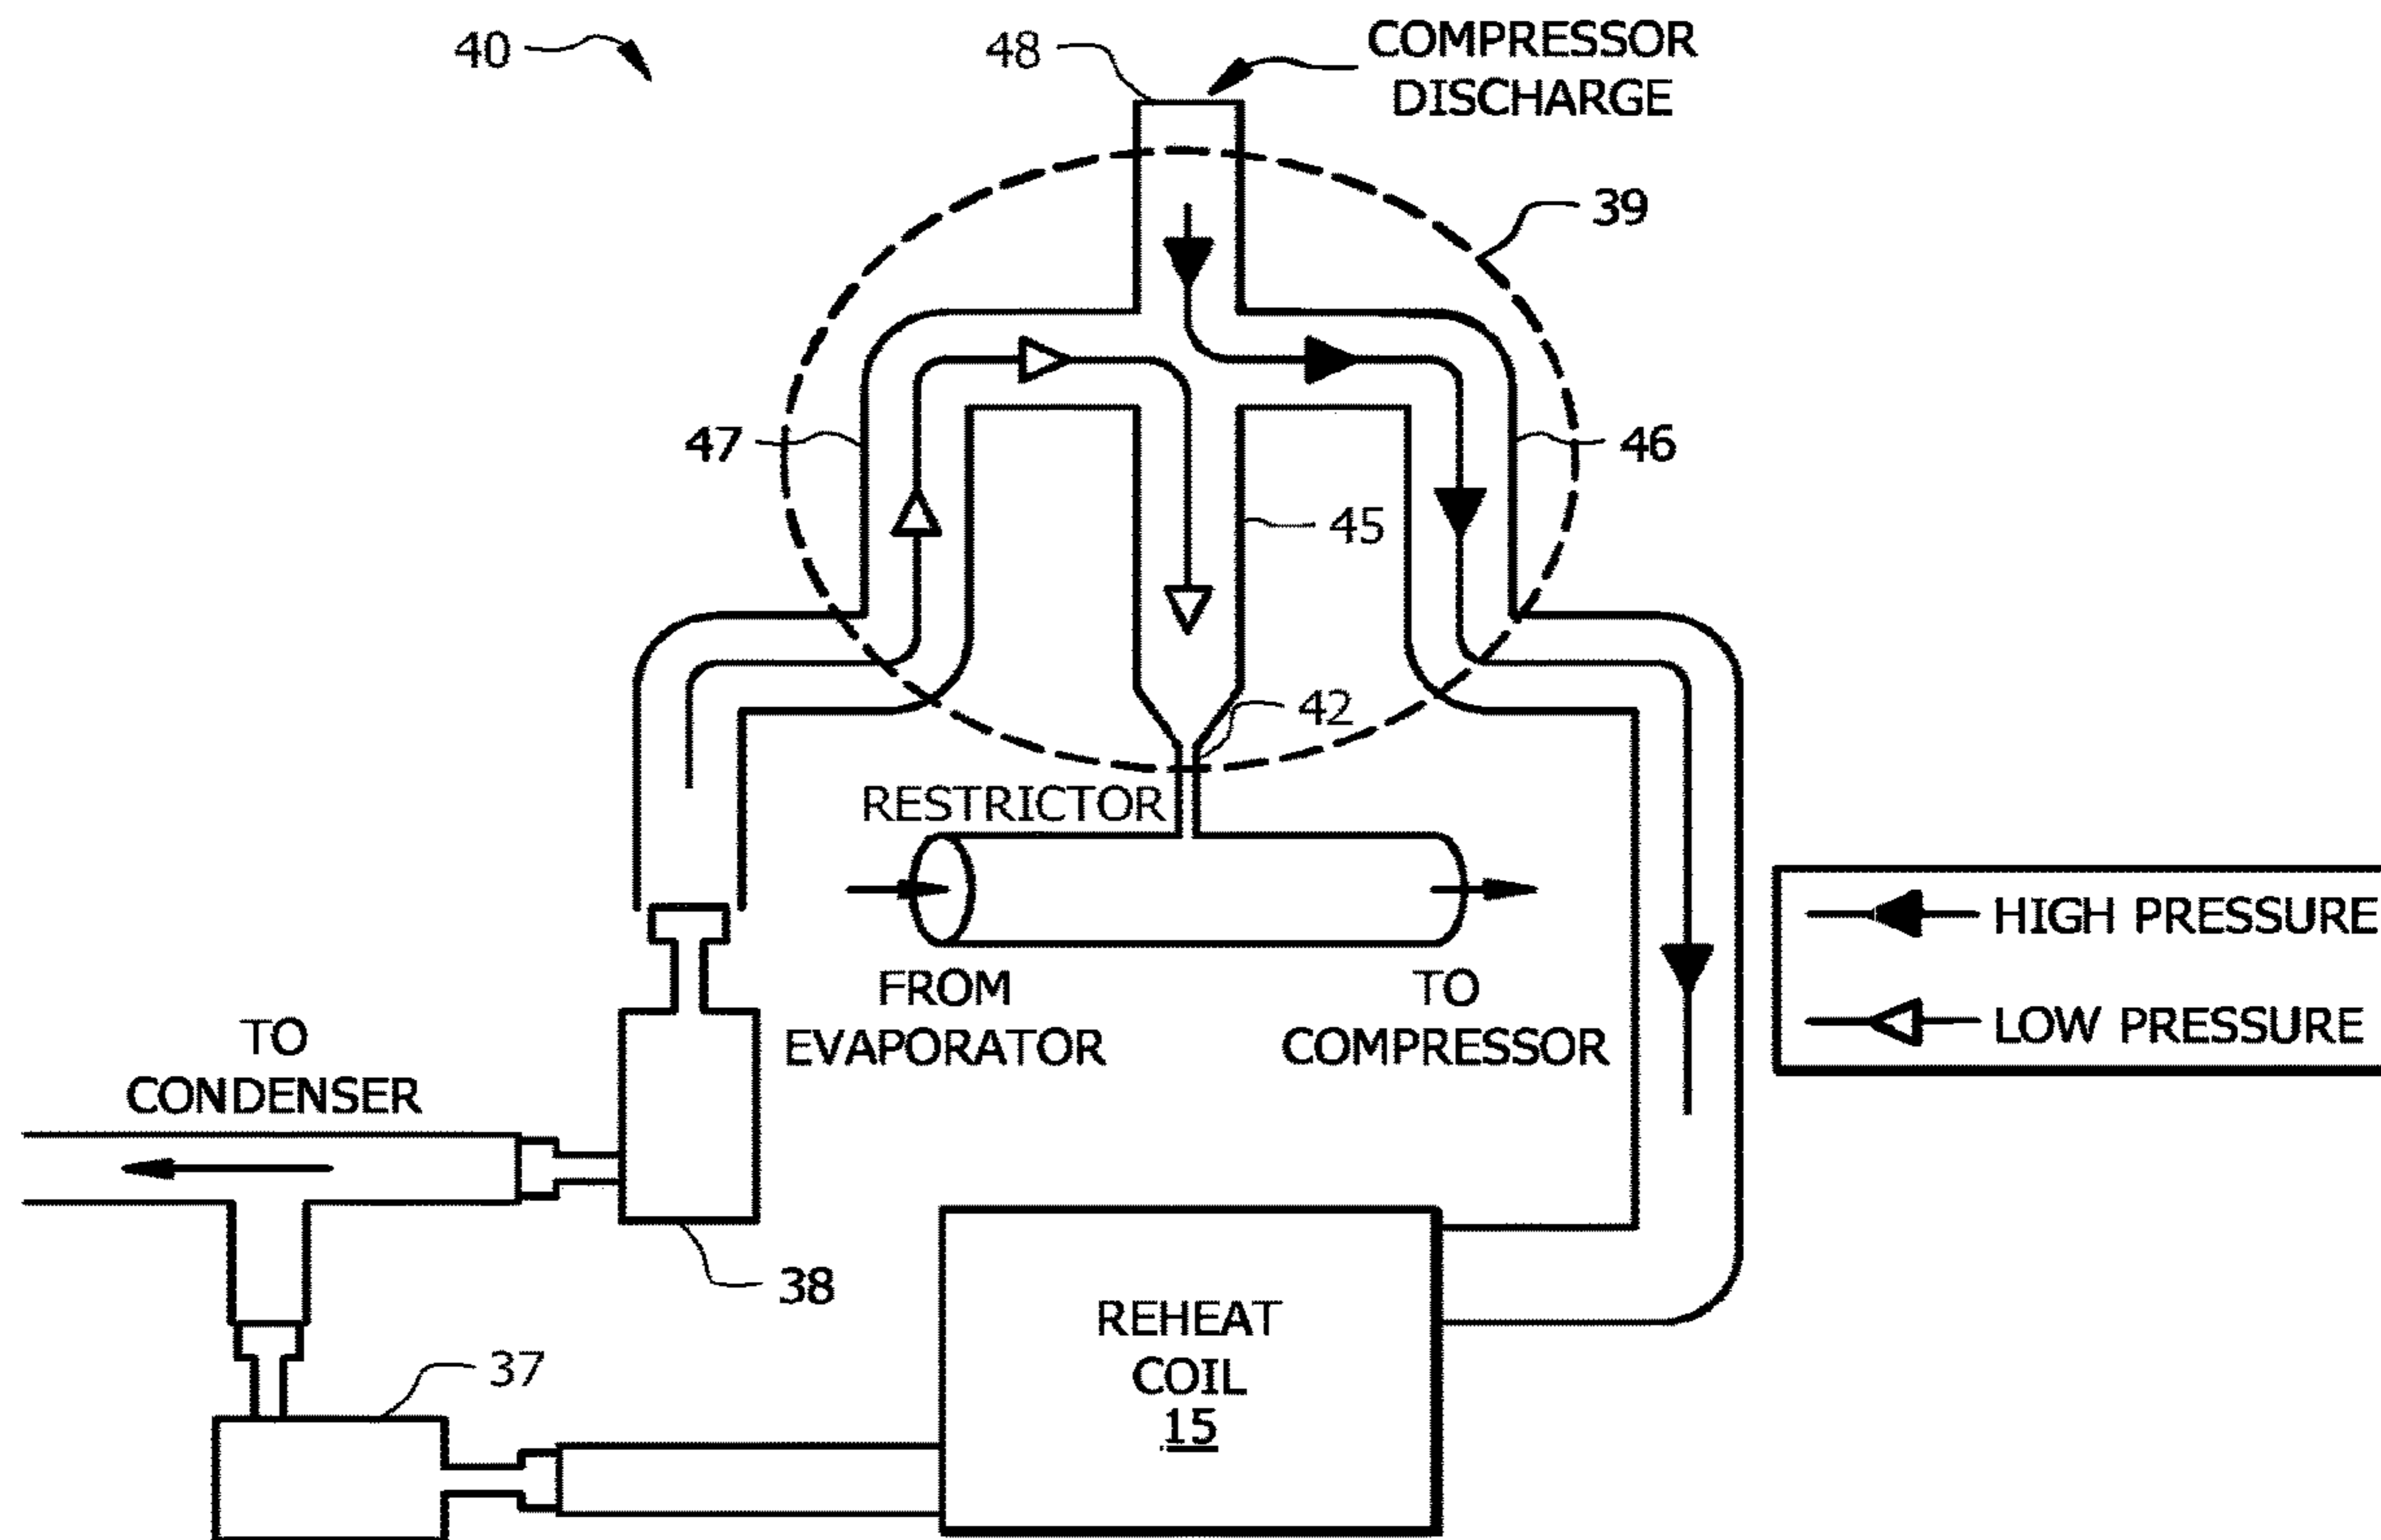 40
48
COMPRESSOR
DISCHARGE
39
47
46
45
42
RESTRICTOR
FROM
EVAPORATOR
TO
COMPRESSOR
HIGH PRESSURE
LOW PRESSURE
TO
CONDENSER
38
37
REHEAT
COIL
15